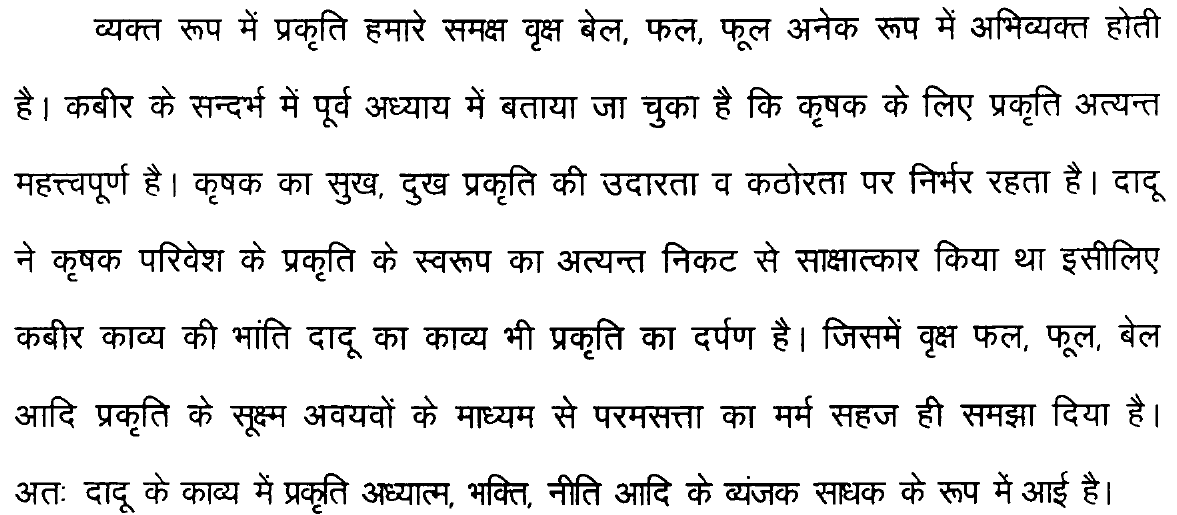 व्यक्त रूप में प्रकृति हमारे समक्ष वृक्ष बेल, फल, फूल अनेक रूप में अभिव्यक्त होती
है। कबीर के सन्दर्भ में पूर्व अध्याय में बताया जा चुका है कि कृषक के लिए प्रकृति अत्यन्त
महत्त्वपूर्ण है। कृषक का सुख, दुख प्रकृति की उदारता व कठोरता पर निर्भर रहता है। दादू
ने कृषक परिवेश के प्रकृति के स्वरूप का अत्यन्त निकट से साक्षात्कार किया था इसीलिए
कबीर काव्य की भांति दादू का काव्य भी प्रकृति का दर्पण है। जिसमें वृक्ष फल, फूल, बेल
आदि प्रकृति के सूक्ष्म अवयवों के माध्यम से परमसत्ता का मर्म सहज ही समझा दिया है।
अतः दादू के काव्य में प्रकृति अध्यात्म, भक्ति, नीति आदि के व्यंजक साधक के रूप में आई है।